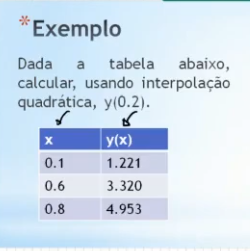 *Exemplo
Dada a tabela abaixo,
calcular, usando interpolação
quadrática, y(0.2).
x y(x)
0.1 1.221
0.6 3.320
0.8 4.953